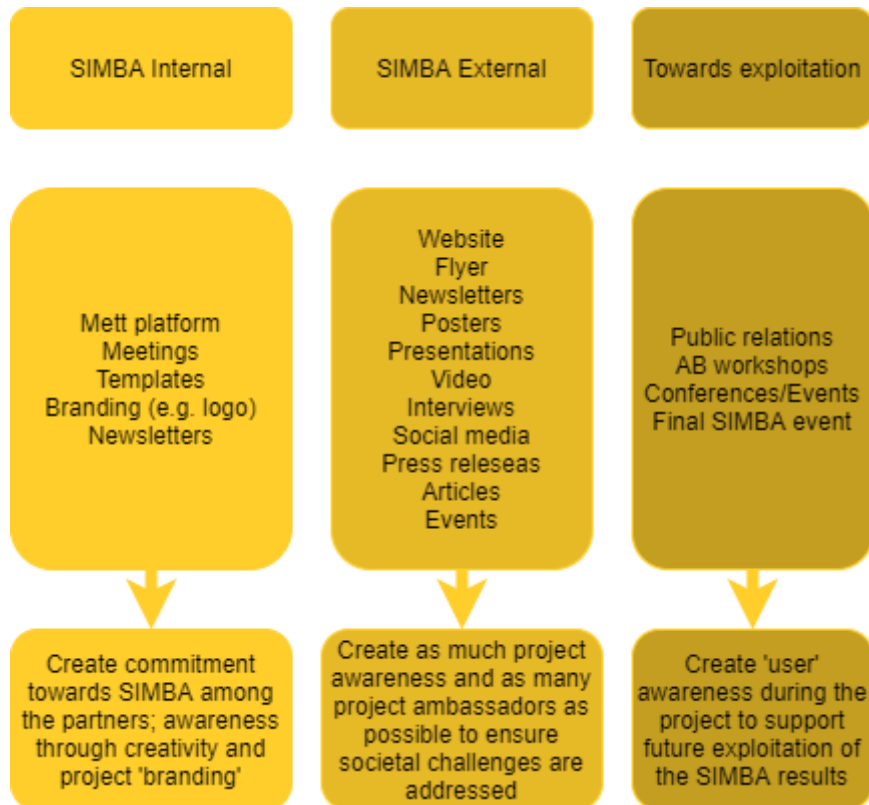 SIMBA Internal
SIMBA External
Towards exploitation
Mett platform
Meetings
Templates
Branding (e.g. logo)
Newsletters
Website
Flyer
Newsletters
Posters
Presentations
Video
Interviews
Social media
Press releseas
Articles
Events
Public relations
AB workshops
Conferences/Events
Final SIMBA event
Create commitment
towards SIMBA among
the partners; awareness
through creativity and
project 'branding'
Create as much project
awareness and as many
project ambassadors as
possible to ensure
societal challenges are
addressed
Create 'user'
awareness during the
project to support
future exploitation of
the SIMBA results